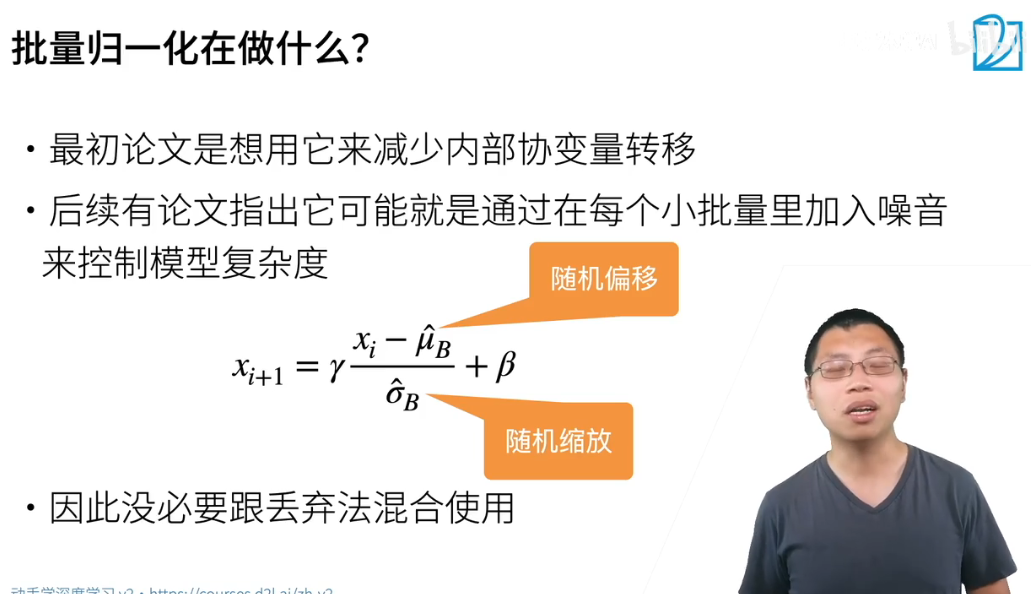 批量归一化在做什么？
bilibili
• 最初论文是想用它来减少内部协变量转移
• 后续有论文指出它可能就是通过在每个小批量里加入噪音
来控制模型复杂度
随机偏移
x_{i+1} = γ \frac{x_i − \hat{μ}_B}{\hat{σ}_B} + β
随机缩放
• 因此没必要跟丢弃法混合使用
动手学深度学习 v2 · https://courses.d2l.ai/zh-v2